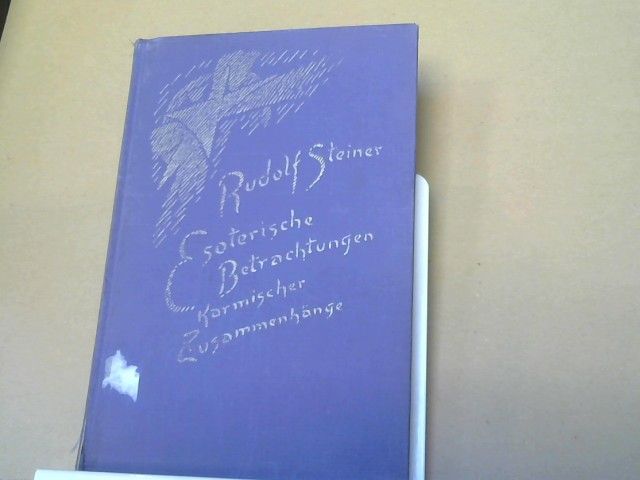 Rudolf Steiner
Esoterische
Betrachtungen
Karmischer
Zusammenhänge